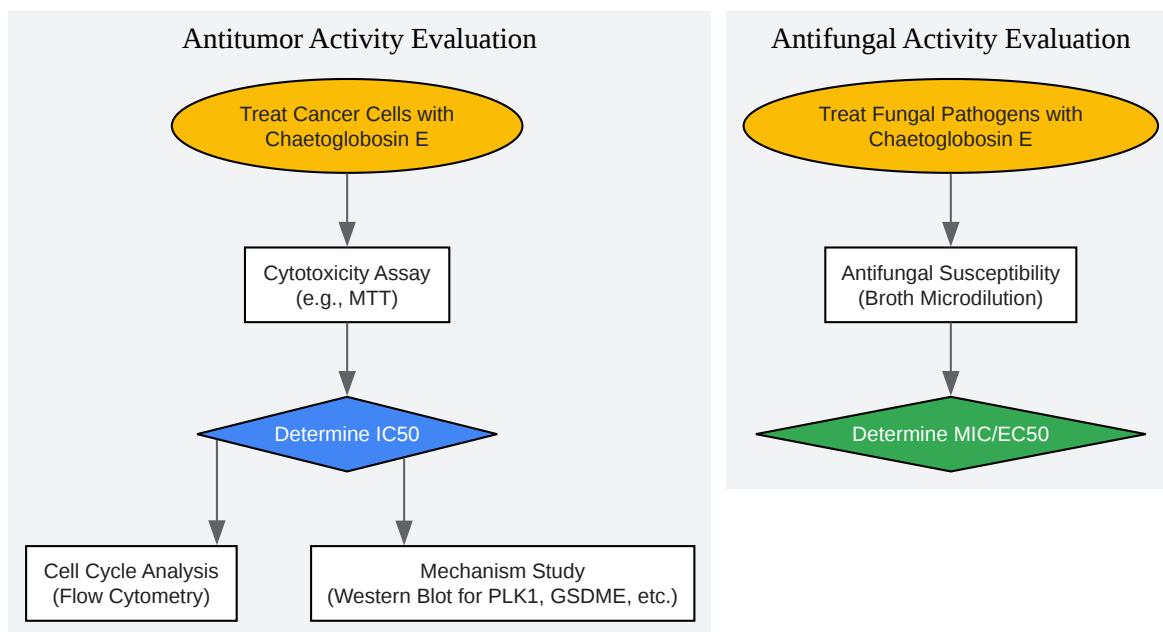 Antitumor Activity Evaluation
Treat Cancer Cells with
Chaetoglobosin E
Cytotoxicity Assay
(e.g., MTT)
Determine IC50
Cell Cycle Analysis
(Flow Cytometry)
Mechanism Study
(Western Blot for PLK1, GSDME, etc.)
Antifungal Activity Evaluation
Treat Fungal Pathogens with
Chaetoglobosin E
Antifungal Susceptibility
(Broth Microdilution)
Determine MIC/EC50